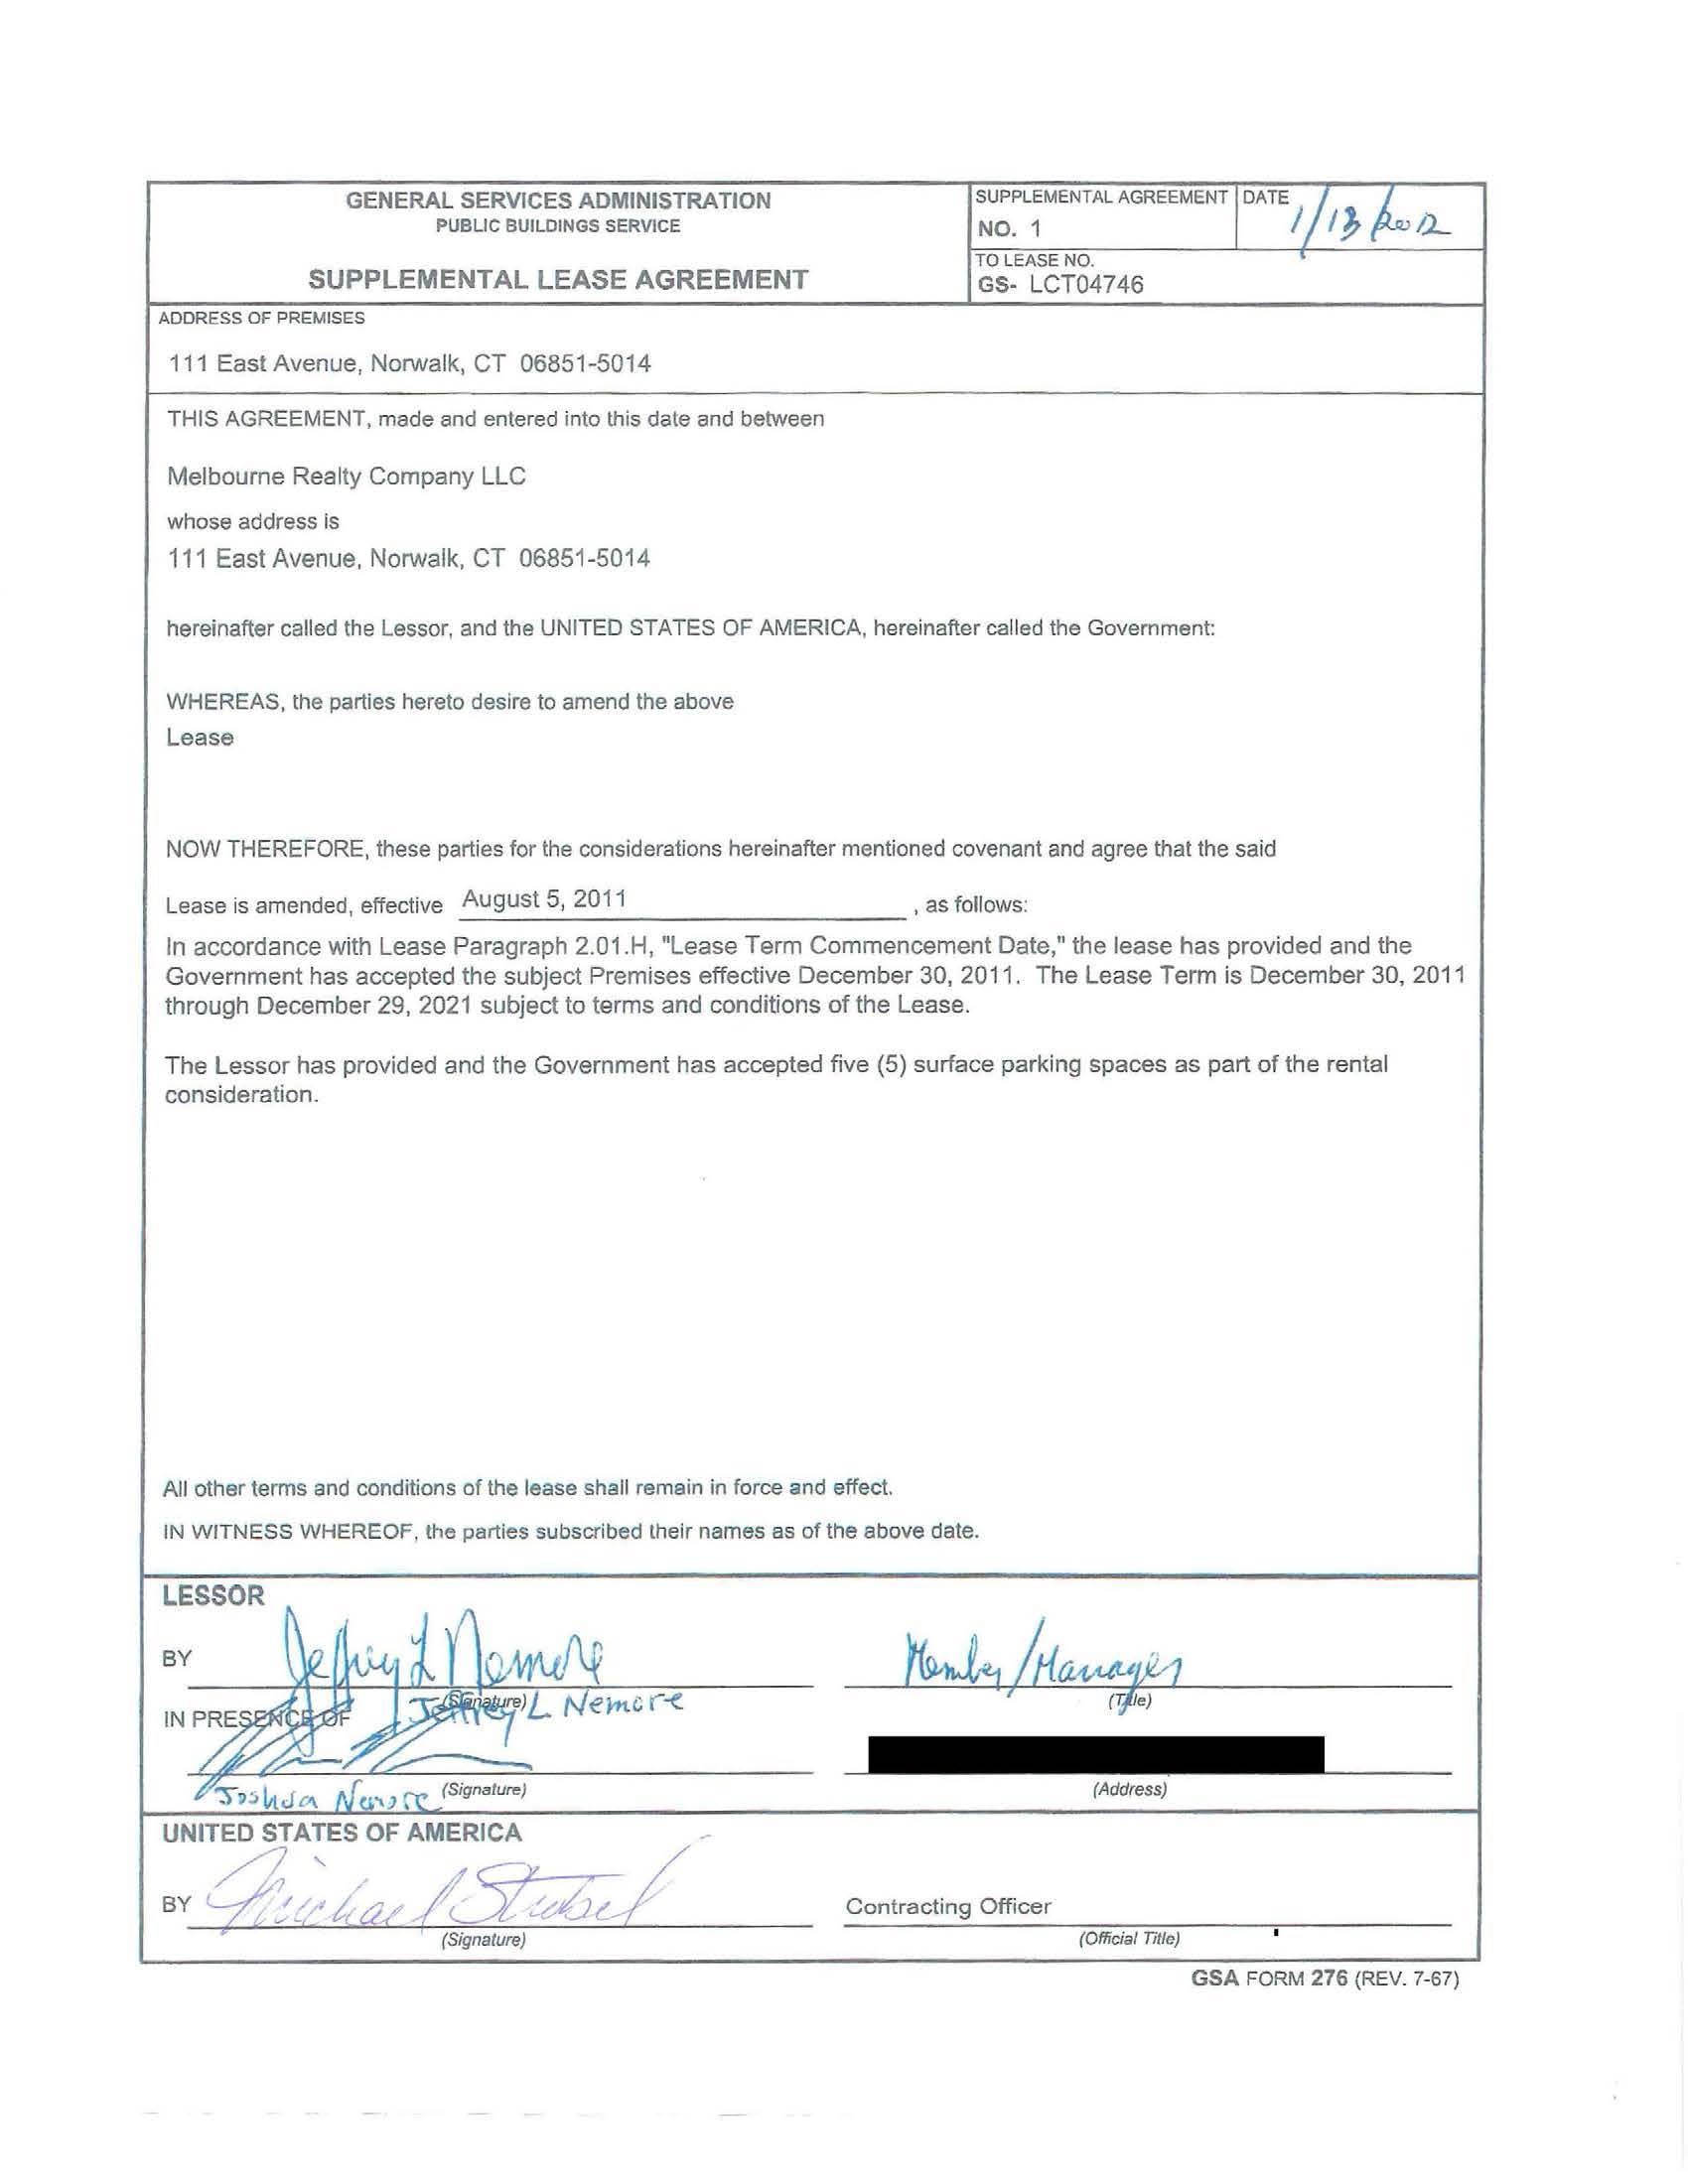 GENERAL SERVICES ADMINISTRATION
PUBLIC BUILDINGS SERVICE
SUPPLEMENTAL LEASE AGREEMENT
SUPPLEMENTAL AGREEMENT
NO. 1
DATE
1/13/2012
TO LEASE NO.
GS- LCT04746
ADDRESS OF PREMISES
111 East Avenue, Norwalk, CT 06851-5014
THIS AGREEMENT, made and entered into this date and between
Melbourne Realty Company LLC
whose address is
111 East Avenue, Norwalk, CT 06851-5014
hereinafter called the Lessor, and the UNITED STATES OF AMERICA, hereinafter called the Government:
WHEREAS, the parties hereto desire to amend the above
Lease
NOW THEREFORE, these parties for the considerations hereinafter mentioned covenant and agree that the said
Lease is amended, effective August 5, 2011 , as follows:
In accordance with Lease Paragraph 2.01.H, "Lease Term Commencement Date," the lease has provided and the
Government has accepted the subject Premises effective December 30, 2011. The Lease Term is December 30, 2011
through December 29, 2021 subject to terms and conditions of the Lease.
The Lessor has provided and the Government has accepted five (5) surface parking spaces as part of the rental
consideration.
All other terms and conditions of the lease shall remain in force and effect.
IN WITNESS WHEREOF, the parties subscribed their names as of the above date.
LESSOR
BY Jeffrey L Nemore Member/Manager
(Signature) (Title)
Jeffrey L. Nemore
IN PRESENCE OF
Joshua Nemore (Signature) (Address)
UNITED STATES OF AMERICA
BY Michael Strobel Contracting Officer
(Signature) (Official Title)
GSA FORM 276 (REV. 7-67)